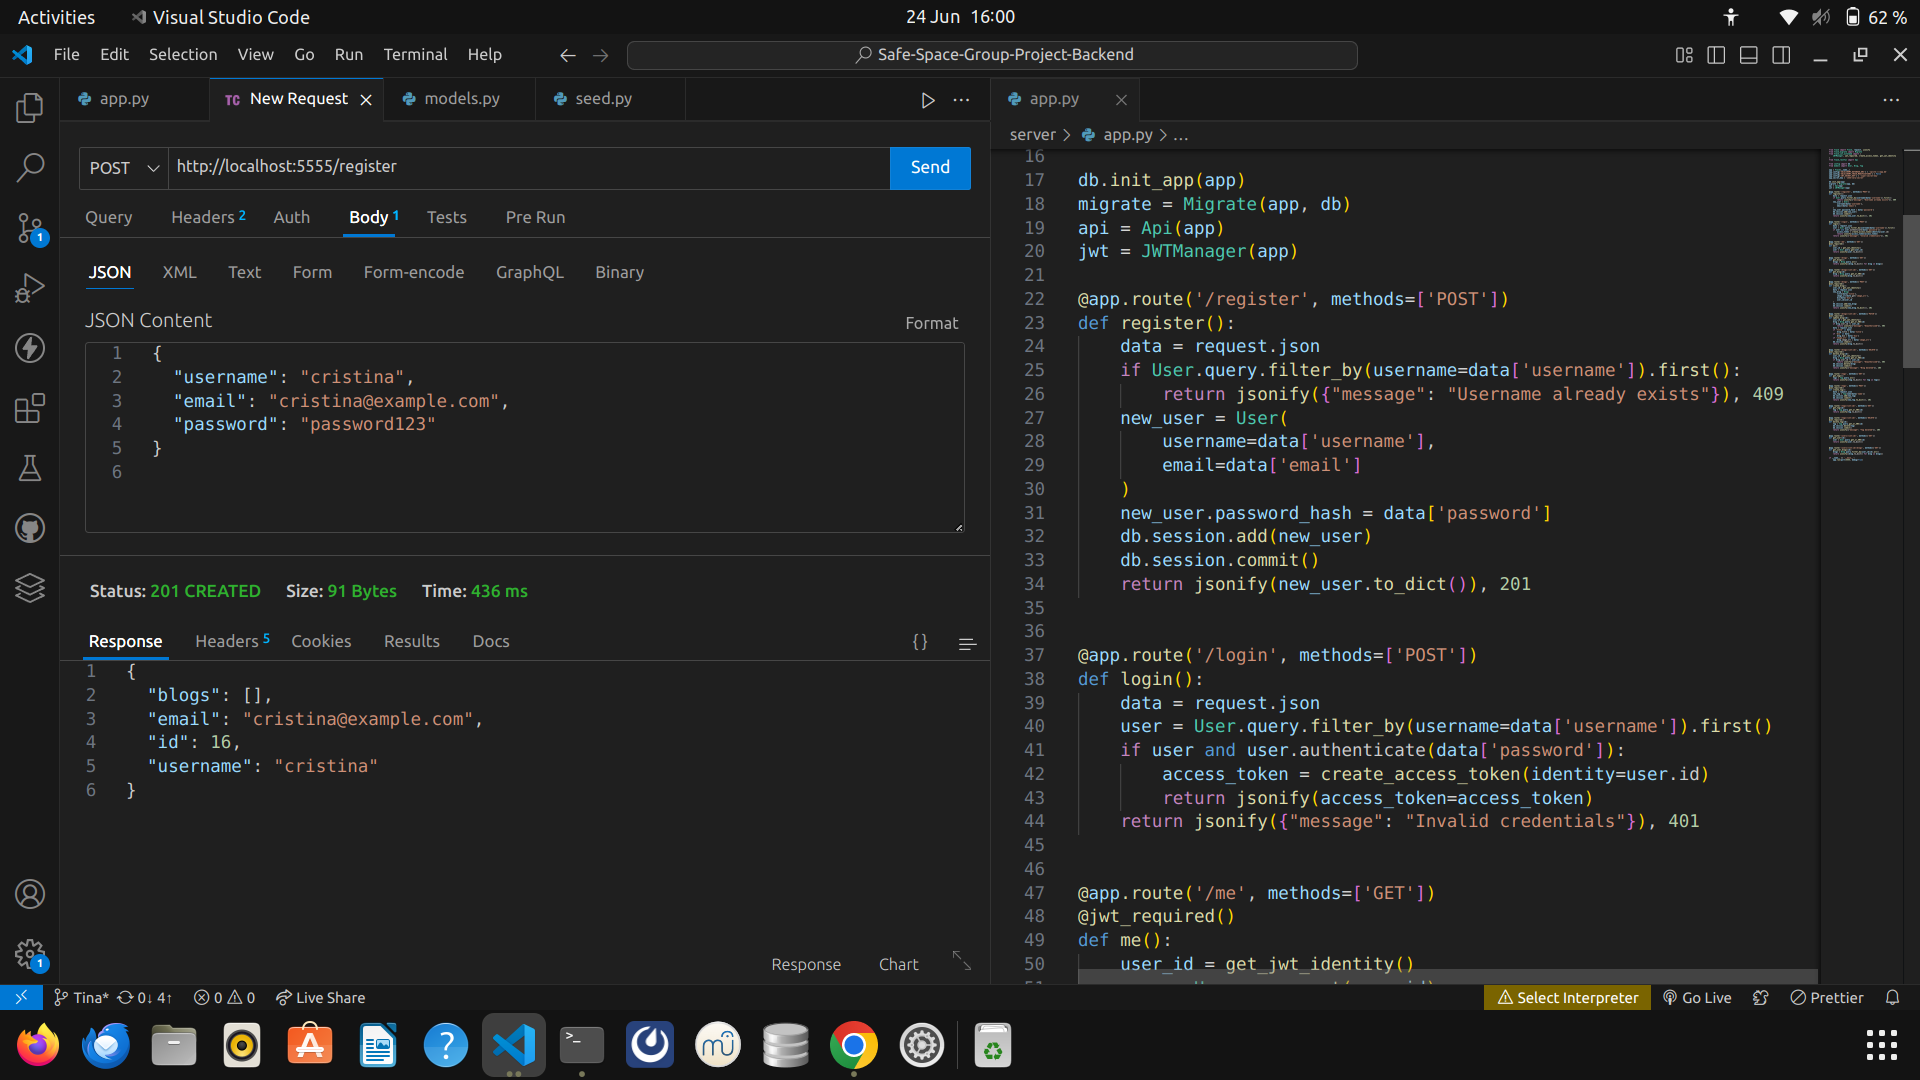 Activities
Visual Studio Code
24 Jun 16:00
62 %
File Edit Selection View Go Run Terminal Help
Safe-Space-Group-Project-Backend
app.py
TC New Request
models.py
seed.py
POST
http://localhost:5555/register
Send
Query Headers 2 Auth Body 1 Tests Pre Run
JSON XML Text Form Form-encode GraphQL Binary
JSON Content
Format
1 {
2 "username": "cristina",
3 "email": "cristina@example.com",
4 "password": "password123"
5 }
6
Status: 201 CREATED Size: 91 Bytes Time: 436 ms
Response Headers 5 Cookies Results Docs
{}
1 {
2 "blogs": [],
3 "email": "cristina@example.com",
4 "id": 16,
5 "username": "cristina"
6 }
Response Chart
app.py
server > app.py > ...
16
17 db.init_app(app)
18 migrate = Migrate(app, db)
19 api = Api(app)
20 jwt = JWTManager(app)
21
22 @app.route('/register', methods=['POST'])
23 def register():
24 data = request.json
25 if User.query.filter_by(username=data['username']).first():
26 return jsonify({"message": "Username already exists"}), 409
27 new_user = User(
28 username=data['username'],
29 email=data['email']
30 )
31 new_user.password_hash = data['password']
32 db.session.add(new_user)
33 db.session.commit()
34 return jsonify(new_user.to_dict()), 201
35
36
37 @app.route('/login', methods=['POST'])
38 def login():
39 data = request.json
40 user = User.query.filter_by(username=data['username']).first()
41 if user and user.authenticate(data['password']):
42 access_token = create_access_token(identity=user.id)
43 return jsonify(access_token=access_token)
44 return jsonify({"message": "Invalid credentials"}), 401
45
46
47 @app.route('/me', methods=['GET'])
48 @jwt_required()
49 def me():
50 user_id = get_jwt_identity()
1
1
Tina* 0↓ 4↑ 0 0 Live Share
Select Interpreter Go Live Prettier